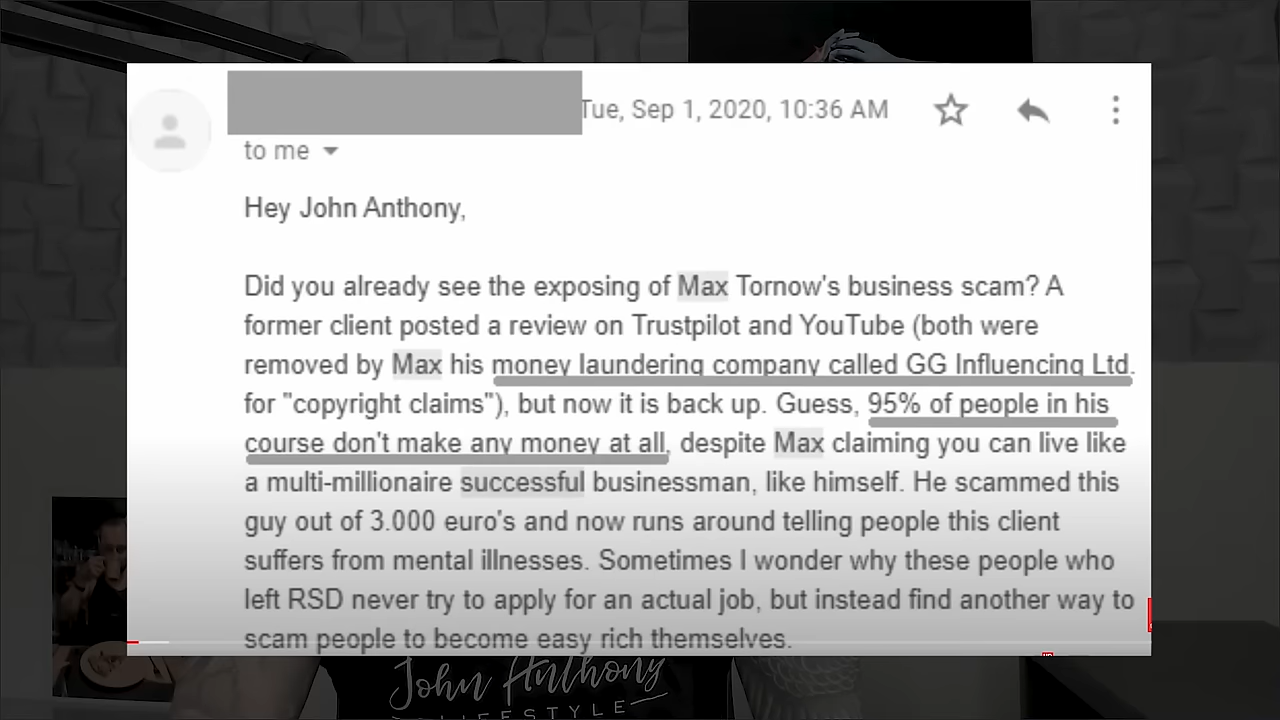 Tue, Sep 1, 2020, 10:36 AM
to me
Hey John Anthony,
Did you already see the exposing of Max Tornow's business scam? A
former client posted a review on Trustpilot and YouTube (both were
removed by Max his money laundering company called GG Influencing Ltd.
for "copyright claims"), but now it is back up. Guess, 95% of people in his
course don't make any money at all, despite Max claiming you can live like
a multi-millionaire successful businessman, like himself. He scammed this
guy out of 3.000 euro's and now runs around telling people this client
suffers from mental illnesses. Sometimes I wonder why these people who
left RSD never try to apply for an actual job, but instead find another way to
scam people to become easy rich themselves.
John Anthony
LIFESTYLE